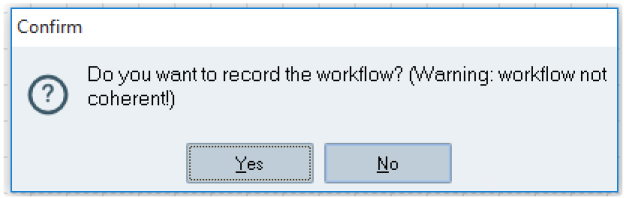 Confirm
Do you want to record the workflow? (Warning: workflow not
coherent!)
Yes
No